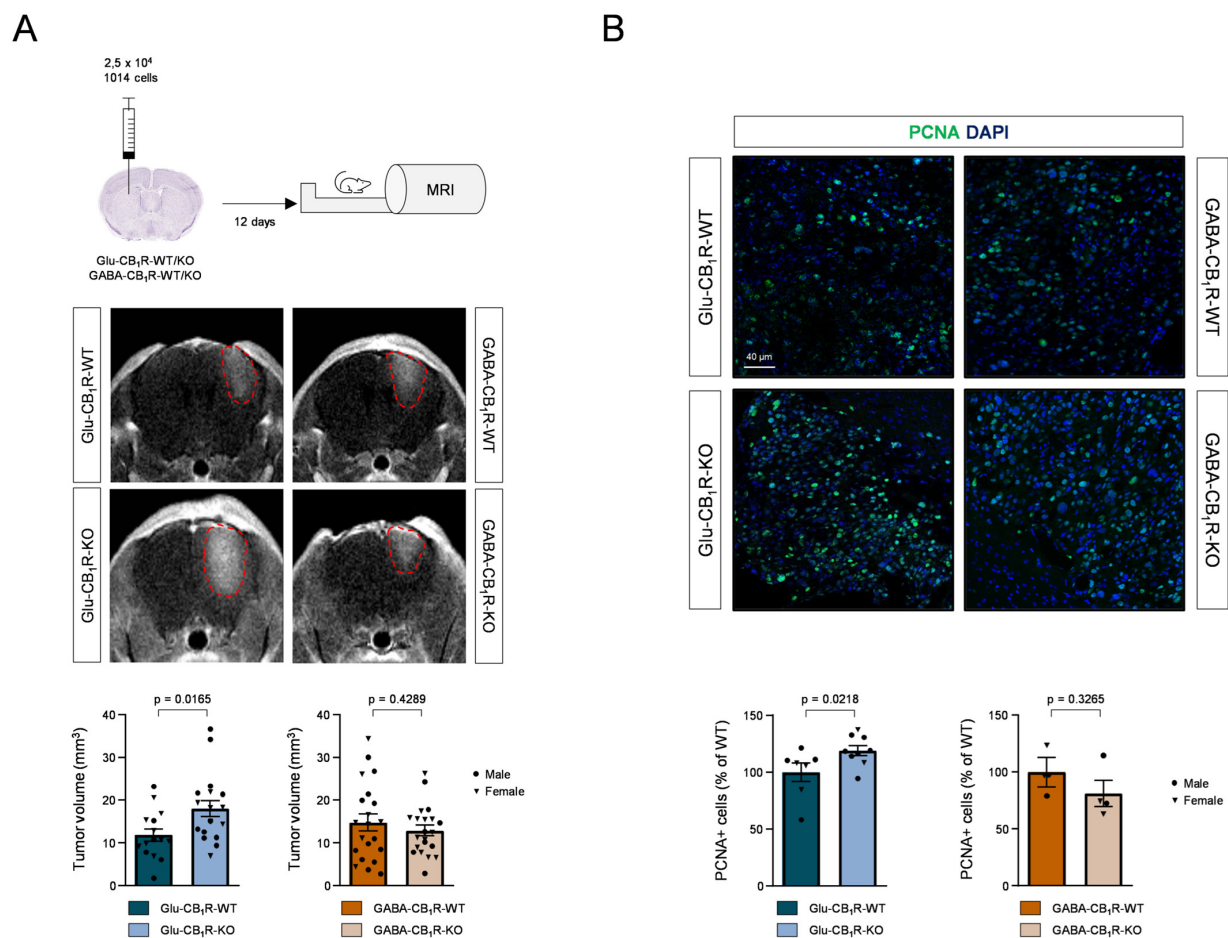 A
2,5 x 10⁴
1014 cells
12 days
MRI
Glu-CB₁R-WT/KO
GABA-CB₁R-WT/KO
Glu-CB₁R-WT
GABA-CB₁R-WT
Glu-CB₁R-KO
GABA-CB₁R-KO
p = 0.0165
Tumor volume (mm³)
40
30
20
10
0
Glu-CB₁R-WT
Glu-CB₁R-KO
p = 0.4289
Tumor volume (mm³)
40
30
20
10
0
Male
Female
GABA-CB₁R-WT
GABA-CB₁R-KO
B
PCNA DAPI
Glu-CB₁R-WT
40 µm
GABA-CB₁R-WT
Glu-CB₁R-KO
GABA-CB₁R-KO
p = 0.0218
PCNA+ cells (% of WT)
150
100
50
0
Glu-CB₁R-WT
Glu-CB₁R-KO
p = 0.3265
PCNA+ cells (% of WT)
150
100
50
0
Male
Female
GABA-CB₁R-WT
GABA-CB₁R-KO